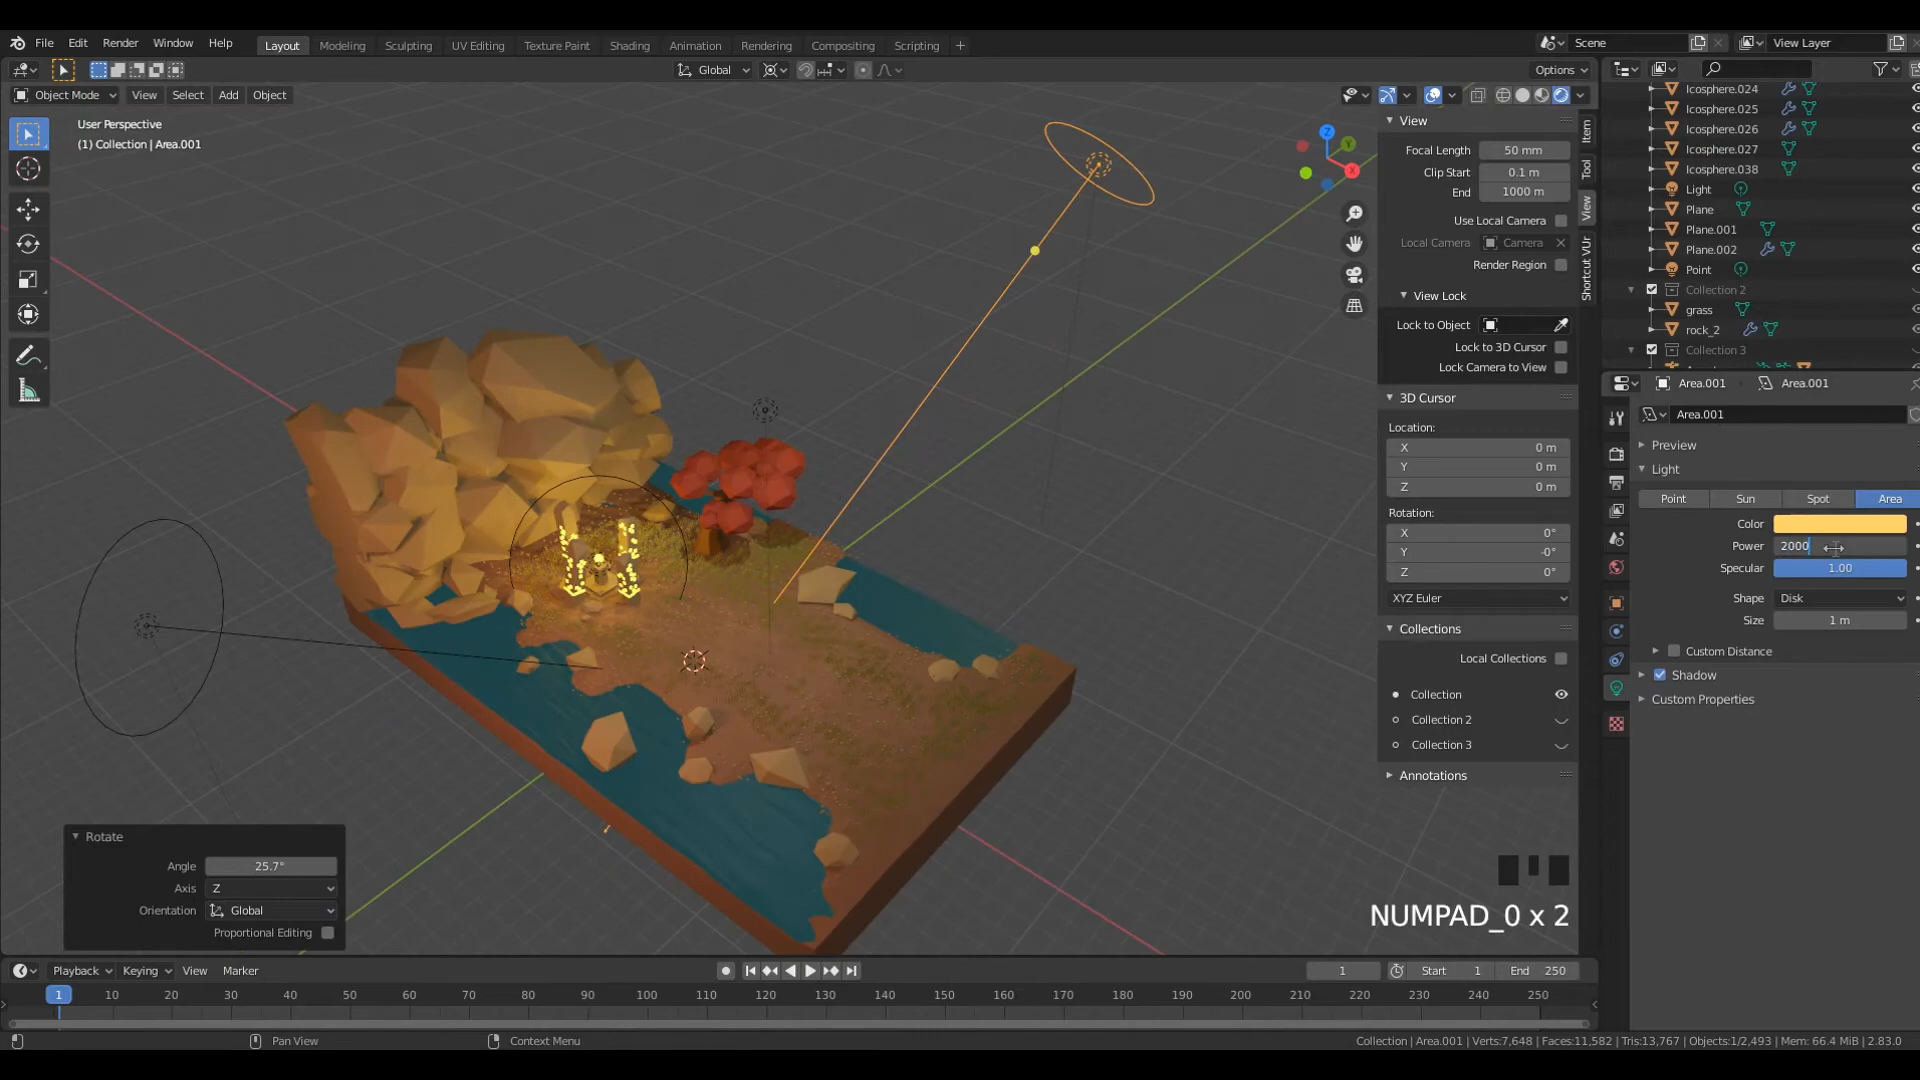 File Edit Render Window Help Layout Modeling Sculpting UV Editing Texture Paint Shading Animation Rendering Compositing Scripting + Scene View Layer
Global Options
Object Mode View Select Add Object
User Perspective
(1) Collection | Area.001
Z
Y
X
View
Focal Length 50 mm
Clip Start 0.1 m
End 1000 m
Use Local Camera
Local Camera Camera
Render Region
View Lock
Lock to Object
Lock to 3D Cursor
Lock Camera to View
3D Cursor
Location:
X 0 m
Y 0 m
Z 0 m
Rotation:
X 0°
Y -0°
Z 0°
XYZ Euler
Collections
Local Collections
Collection
Collection 2
Collection 3
Annotations
Item
Tool
View
Shortcut VUr
Icosphere.024
Icosphere.025
Icosphere.026
Icosphere.027
Icosphere.038
Light
Plane
Plane.001
Plane.002
Point
Collection 2
grass
rock_2
Collection 3
Area.001 Area.001
Area.001
Preview
Light
Point Sun Spot Area
Color
Power 2000
Specular 1.00
Shape Disk
Size 1 m
Custom Distance
Shadow
Custom Properties
Rotate
Angle 25.7°
Axis Z
Orientation Global
Proportional Editing
NUMPAD_0 x 2
Playback Keying View Marker 1 Start 1 End 250
1 10 20 30 40 50 60 70 80 90 100 110 120 130 140 150 160 170 180 190 200 210 220 230 240 250
Pan View Context Menu Collection | Area.001 | Verts:7,648 | Faces:11,582 | Tris:13,767 | Objects:1/2,493 | Mem: 66.4 MiB | 2.83.0